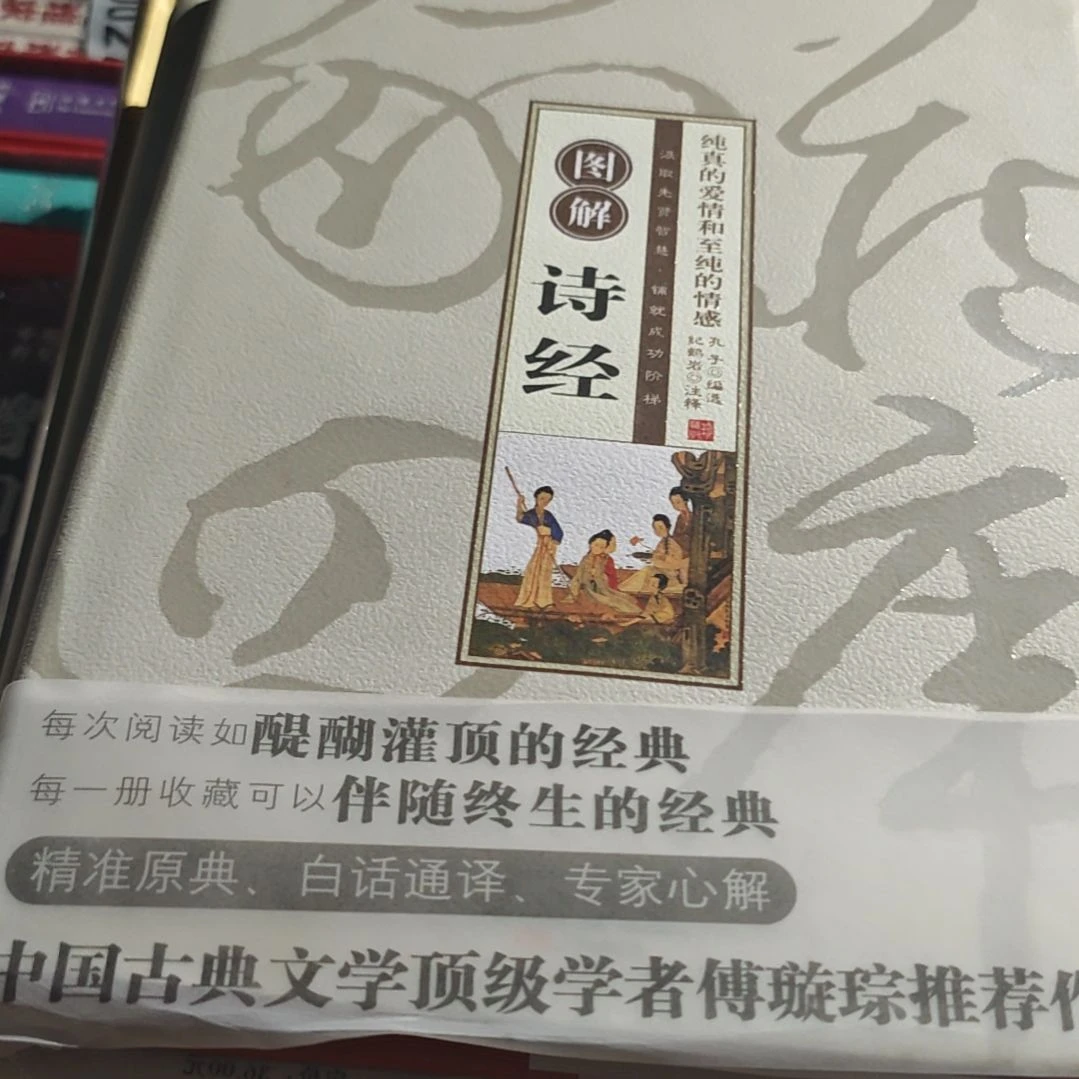 图解
诗经
汲取先贤智慧·铺就成功阶梯
纯真的爱情和至纯的情感
孔子◎编选
纪鹤岩◎注释
每次阅读如醍醐灌顶的经典
每一册收藏可以伴随终生的经典
精准原典、白话通译、专家心解
中国古典文学顶级学者傅璇琮推荐作